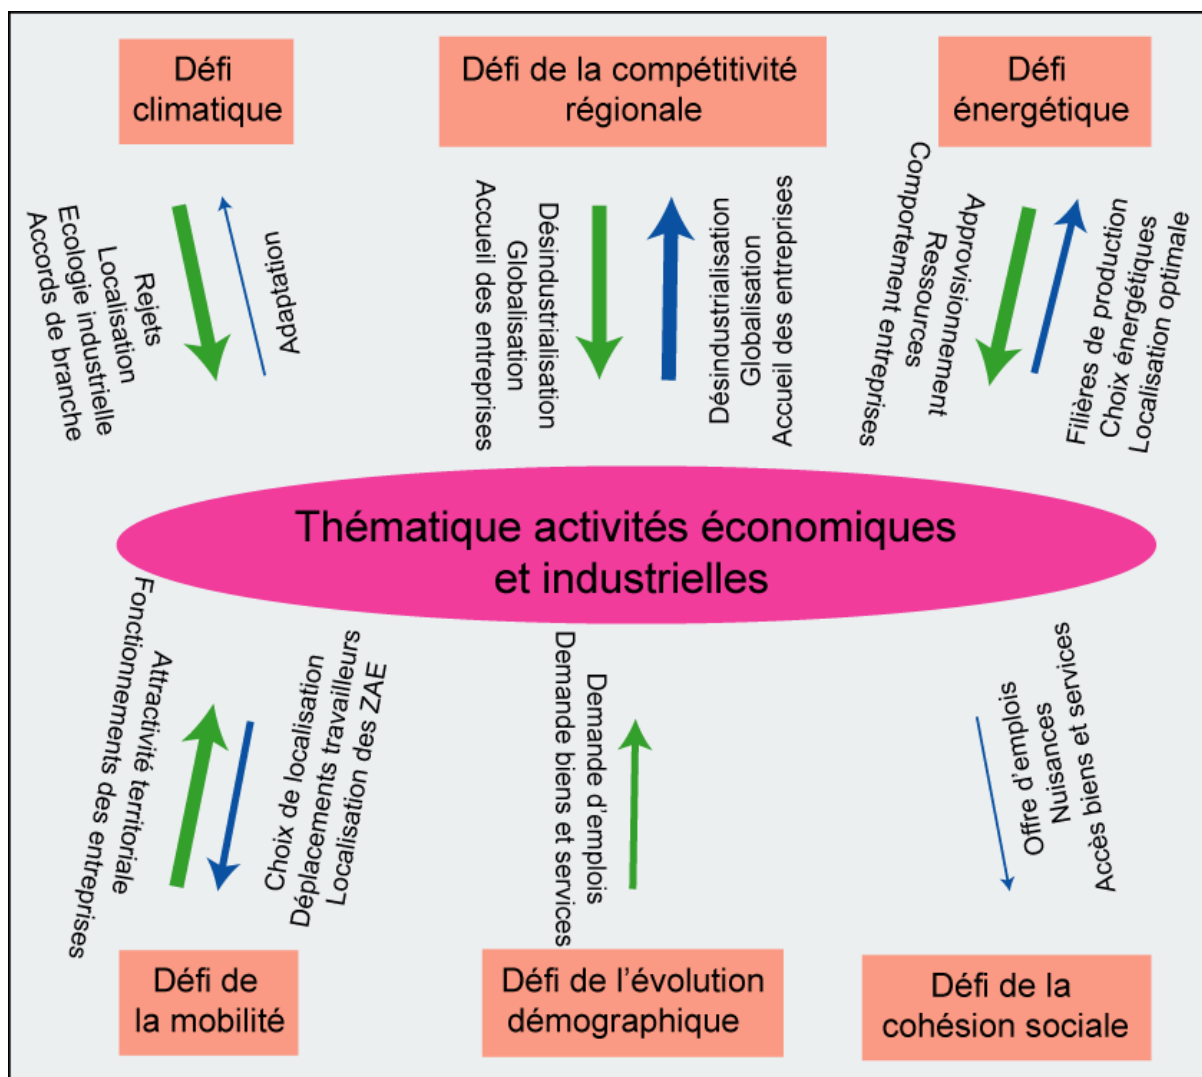 Défi
climatique
Défi de la compétitivité
régionale
Défi
énergétique
Rejets
Localisation
Ecologie industrielle
Accords de branche
Adaptation
Désindustrialisation
Globalisation
Accueil des entreprises
Désindustrialisation
Globalisation
Accueil des entreprises
Approvisionnement
Ressources
Comportement entreprises
Filières de production
Choix énergétiques
Localisation optimale
Thématique activités économiques
et industrielles
Attractivité territoriale
Fonctionnements des entreprises
Choix de localisation
Déplacements travailleurs
Localisation des ZAE
Demande d’emplois
Demande biens et services
Offre d’emplois
Nuisances
Accès biens et services
Défi de
la mobilité
Défi de l’évolution
démographique
Défi de la
cohésion sociale